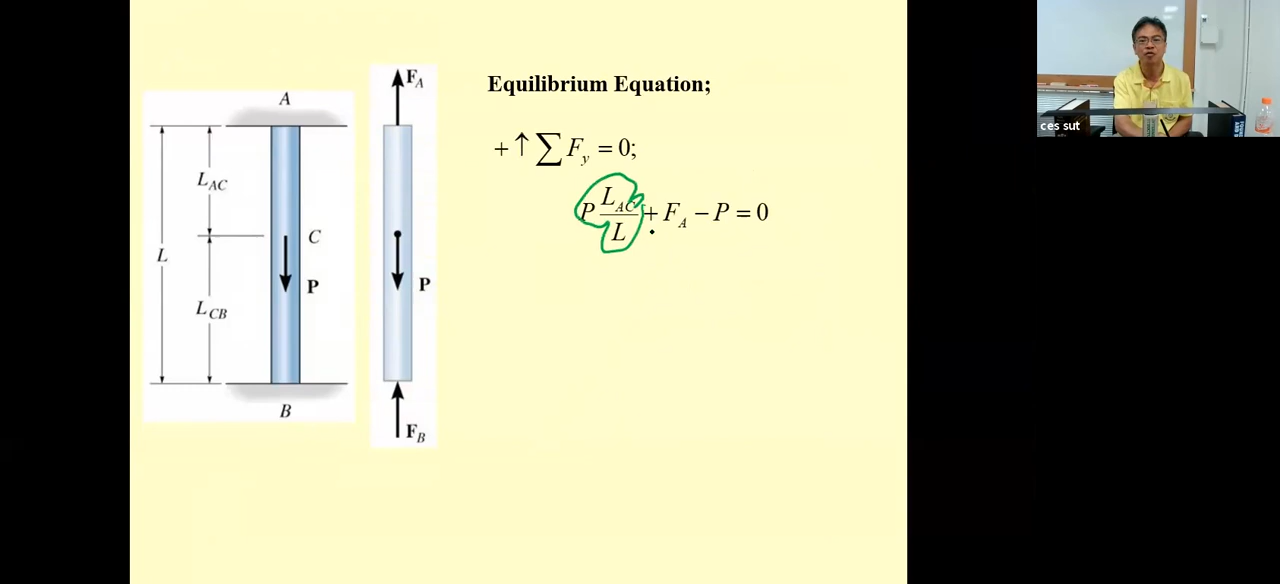 Equilibrium Equation;
+↑∑F_y = 0;
P L_AC/L + F_A − P = 0
A
L_AC
C
L
P
L_CB
B
F_A
P
F_B
ces sut